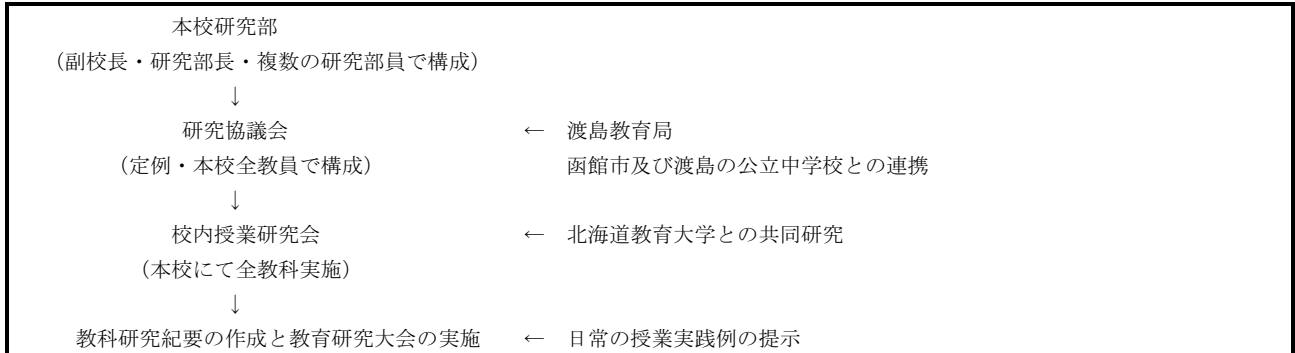 本校研究部
(副校長・研究部長・複数の研究部員で構成)
↓
研究協議会 ← 渡島教育局
(定例・本校全教員で構成) 函館市及び渡島の公立中学校との連携
↓
校内授業研究会 ← 北海道教育大学との共同研究
(本校にて全教科実施)
↓
教科研究紀要の作成と教育研究大会の実施 ← 日常の授業実践例の提示